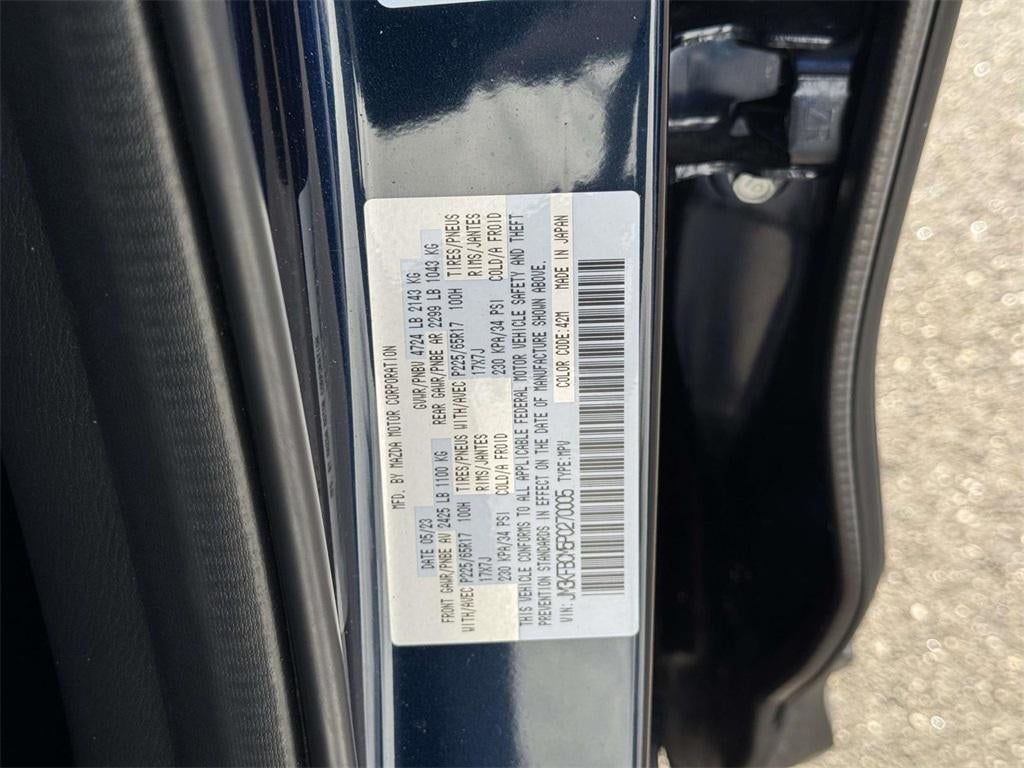 MFD. BY MAZDA MOTOR CORPORATION
DATE 05/23 GVWR/PNBV 4724 LB 2143 KG
FRONT GAWR/PNBE AV 2425 LB 1100 KG REAR GAWR/PNBE AR 2299 LB 1043 KG
WITH/AVEC P225/65R17 100H TIRES/PNEUS WITH/AVEC P225/65R17 100H TIRES/PNEUS
17X7J RIMS/JANTES 17X7J RIMS/JANTES
230 KPA/34 PSI COLD/A FROID 230 KPA/34 PSI COLD/A FROID
THIS VEHICLE CONFORMS TO ALL APPLICABLE FEDERAL MOTOR VEHICLE SAFETY AND THEFT
PREVENTION STANDARDS IN EFFECT ON THE DATE OF MANUFACTURE SHOWN ABOVE.
VIN: JM3KFBCM5P0270005 TYPE:MPV COLOR CODE:42M MADE IN JAPAN